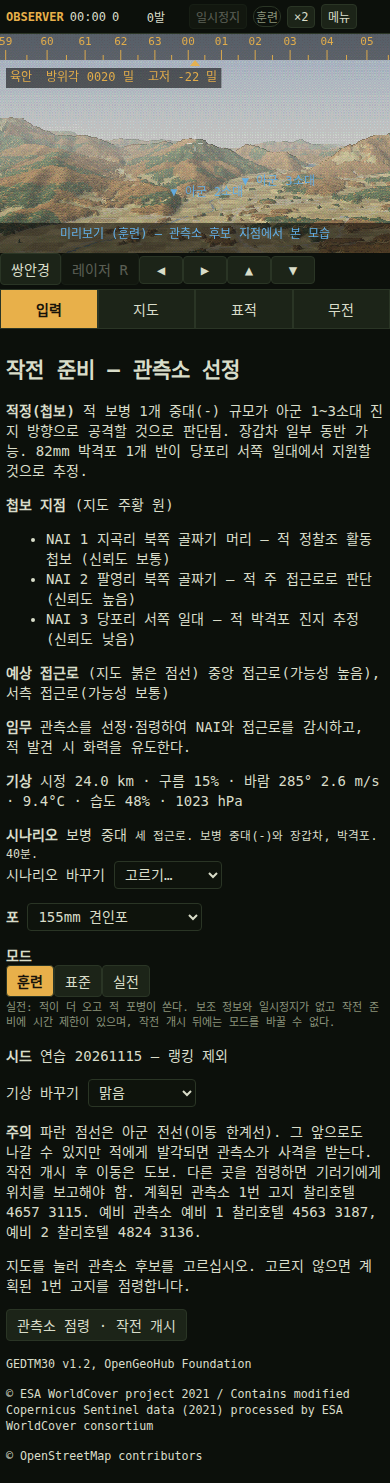 OBSERVER 00:00 0 0발 일시정지 훈련 ×2 메뉴
59 60 61 62 63 00 01 02 03 04 05
육안 방위각 0020 밀 고저 -22 밀
미리보기 (훈련) — 관측소 후보 지점에서 본 모습
쌍안경 레이저 R ◀ ▶ ▲ ▼
입력 지도 표적 무전
작전 준비 — 관측소 선정
적정(첩보) 적 보병 1개 중대(-) 규모가 아군 1~3소대 진
지 방향으로 공격할 것으로 판단됨. 장갑차 일부 동반 가
능. 82mm 박격포 1개 반이 당포리 서쪽 일대에서 지원할
것으로 추정.
첩보 지점 (지도 주황 원)
• NAI 1 지곡리 북쪽 골짜기 머리 — 적 정찰조 활동
첩보 (신뢰도 보통)
• NAI 2 팔영리 북쪽 골짜기 — 적 주 접근로로 판단
(신뢰도 높음)
• NAI 3 당포리 서쪽 일대 — 적 박격포 진지 추정
(신뢰도 낮음)
예상 접근로 (지도 붉은 점선) 중앙 접근로(가능성 높음),
서측 접근로(가능성 보통)
임무 관측소를 선정·점령하여 NAI와 접근로를 감시하고,
적 발견 시 화력을 유도한다.
기상 시정 24.0 km · 구름 15% · 바람 285° 2.6 m/s
· 9.4°C · 습도 48% · 1023 hPa
시나리오 보병 중대 세 접근로. 보병 중대(-)와 장갑차, 박격포.
40분.
시나리오 바꾸기 고르기…
포 155mm 견인포
모드
훈련 표준 실전
실전: 적이 더 오고 적 포병이 쏜다. 보조 정보와 일시정지가 없고 작전 준
비에 시간 제한이 있으며, 작전 개시 뒤에는 모드를 바꿀 수 없다.
시드 연습 20261115 — 랭킹 제외
기상 바꾸기 맑음
주의 파란 점선은 아군 전선(이동 한계선). 그 앞으로도
나갈 수 있지만 적에게 발각되면 관측소가 사격을 받는다.
작전 개시 후 이동은 도보. 다른 곳을 점령하면 기러기에게
위치를 보고해야 함. 계획된 관측소 1번 고지 찰리호텔
4657 3115. 예비 관측소 예비 1 찰리호텔 4563 3187,
예비 2 찰리호텔 4824 3136.
지도를 눌러 관측소 후보를 고르십시오. 고르지 않으면 계
획된 1번 고지를 점령합니다.
관측소 점령 · 작전 개시
GEDTM30 v1.2, OpenGeoHub Foundation
© ESA WorldCover project 2021 / Contains modified
Copernicus Sentinel data (2021) processed by ESA
WorldCover consortium
© OpenStreetMap contributors